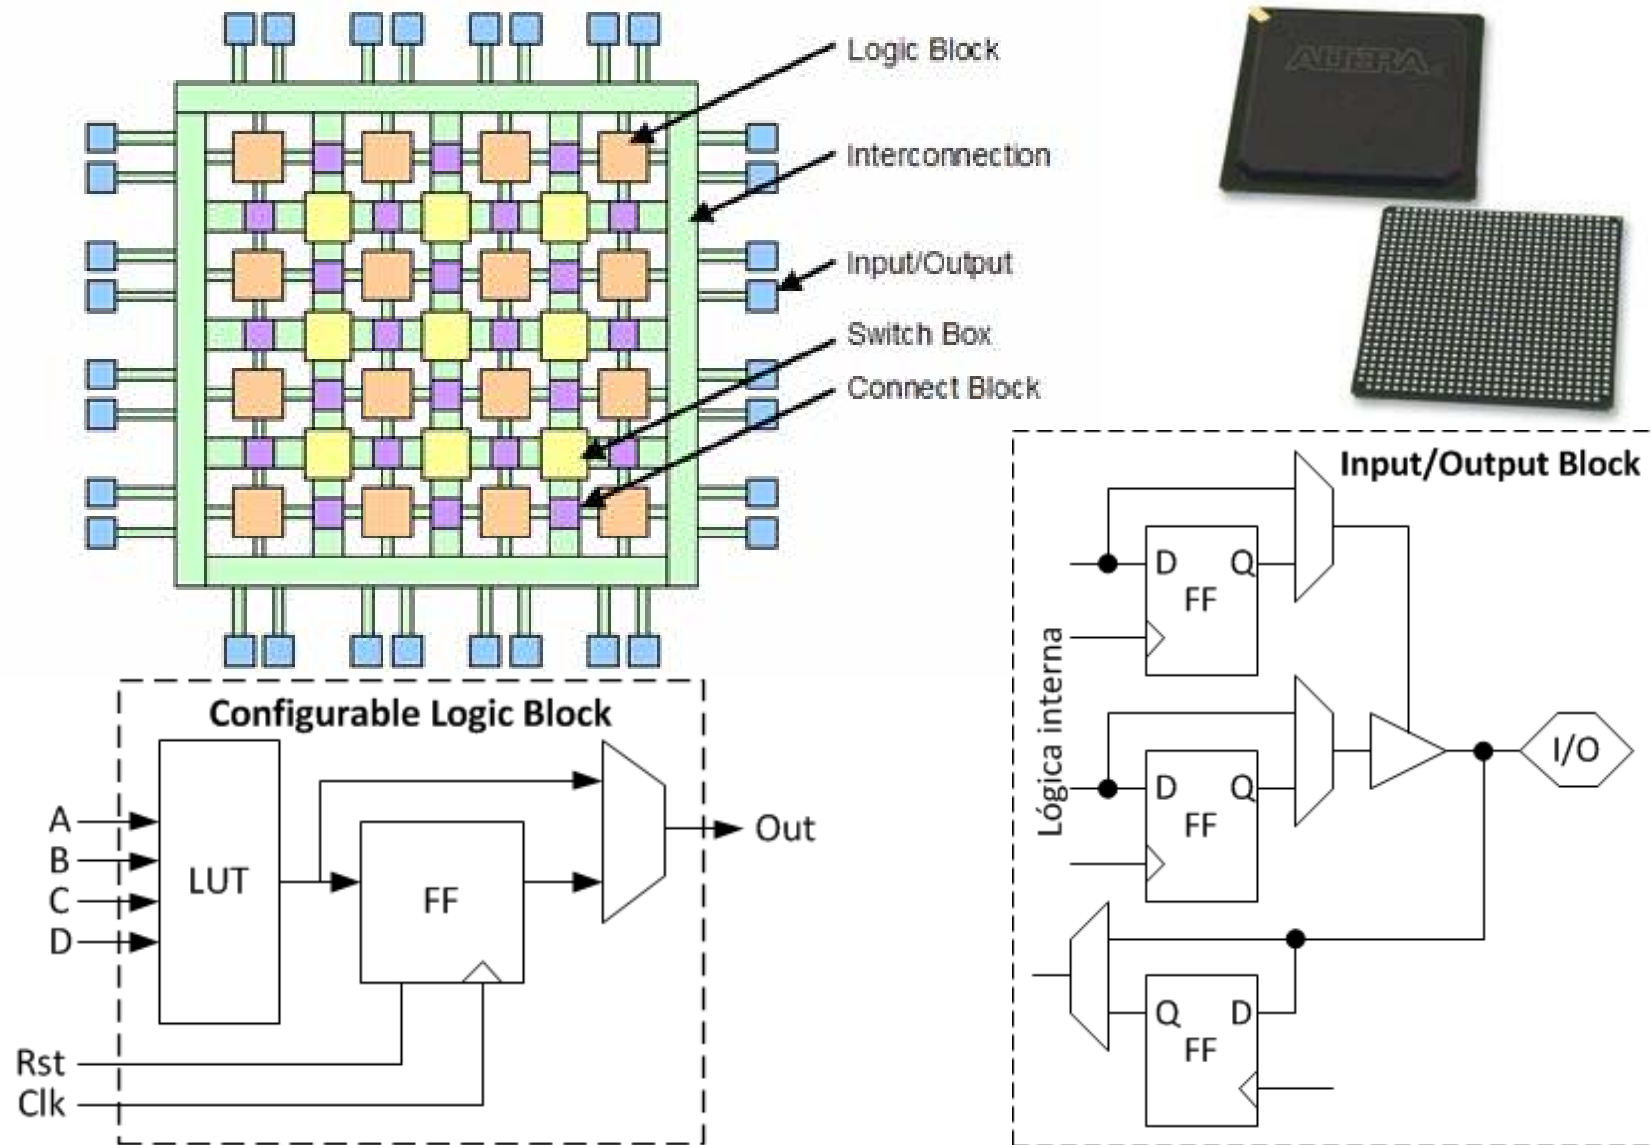 Logic Block
Interconnection
Input/Output
Switch Box
Connect Block
ALTERA
Configurable Logic Block
A
B
C
D
LUT
FF
Out
Rst
Clk
Input/Output Block
Lógica interna
D Q
FF
D Q
FF
I/O
Q D
FF